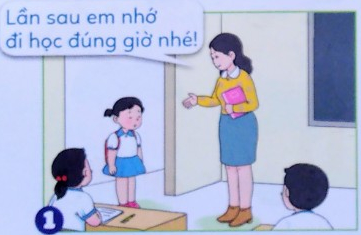 Lần sau em nhớ
đi học đúng giờ nhé!
1